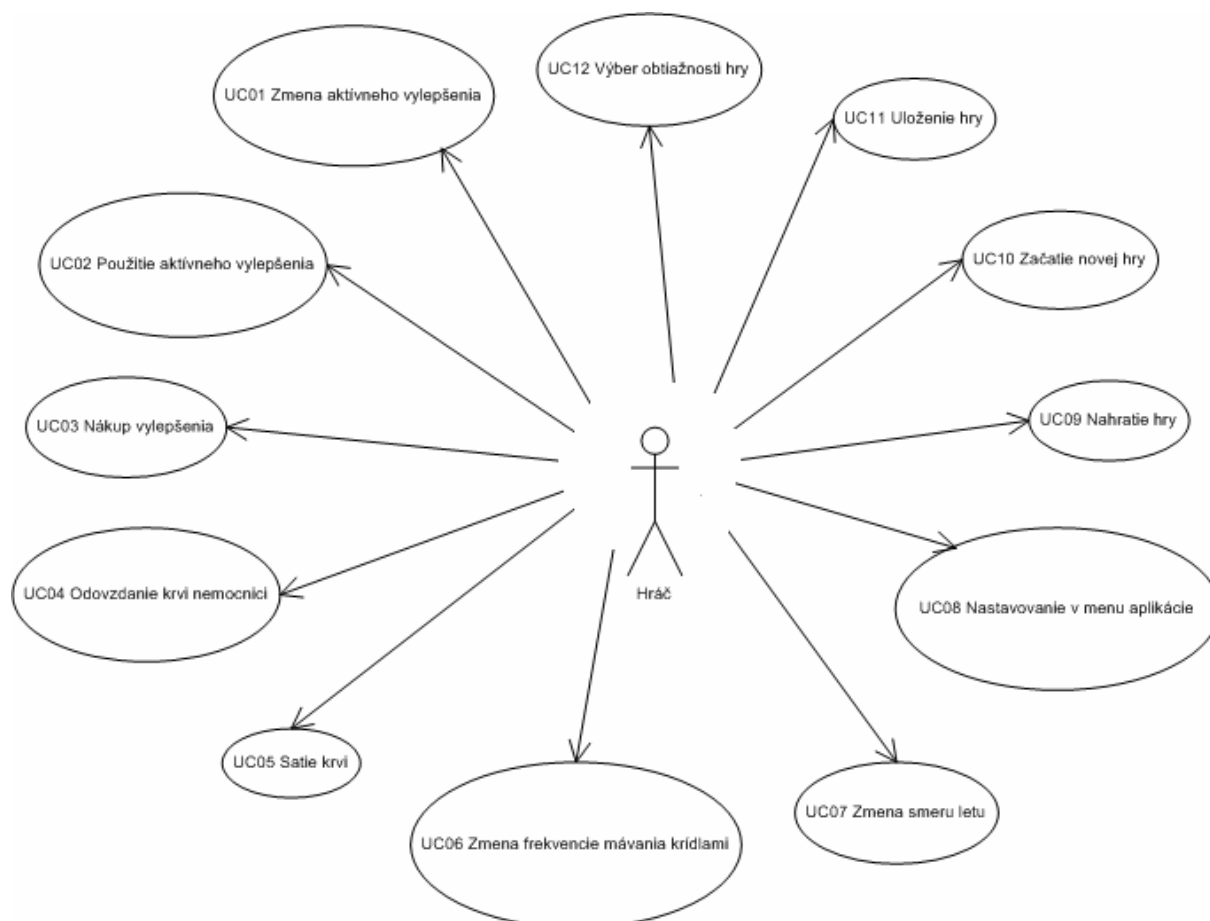 UC12 Výber obtiažnosti hry
UC01 Zmena aktívneho vylepšenia
UC11 Uloženie hry
UC02 Použitie aktívneho vylepšenia
UC10 Začatie novej hry
UC03 Nákup vylepšenia
UC09 Nahratie hry
UC04 Odovzdanie krvi nemocnici
Hráč
UC08 Nastavovanie v menu aplikácie
UC05 Satie krvi
UC07 Zmena smeru letu
UC06 Zmena frekvencie mávania krídlami